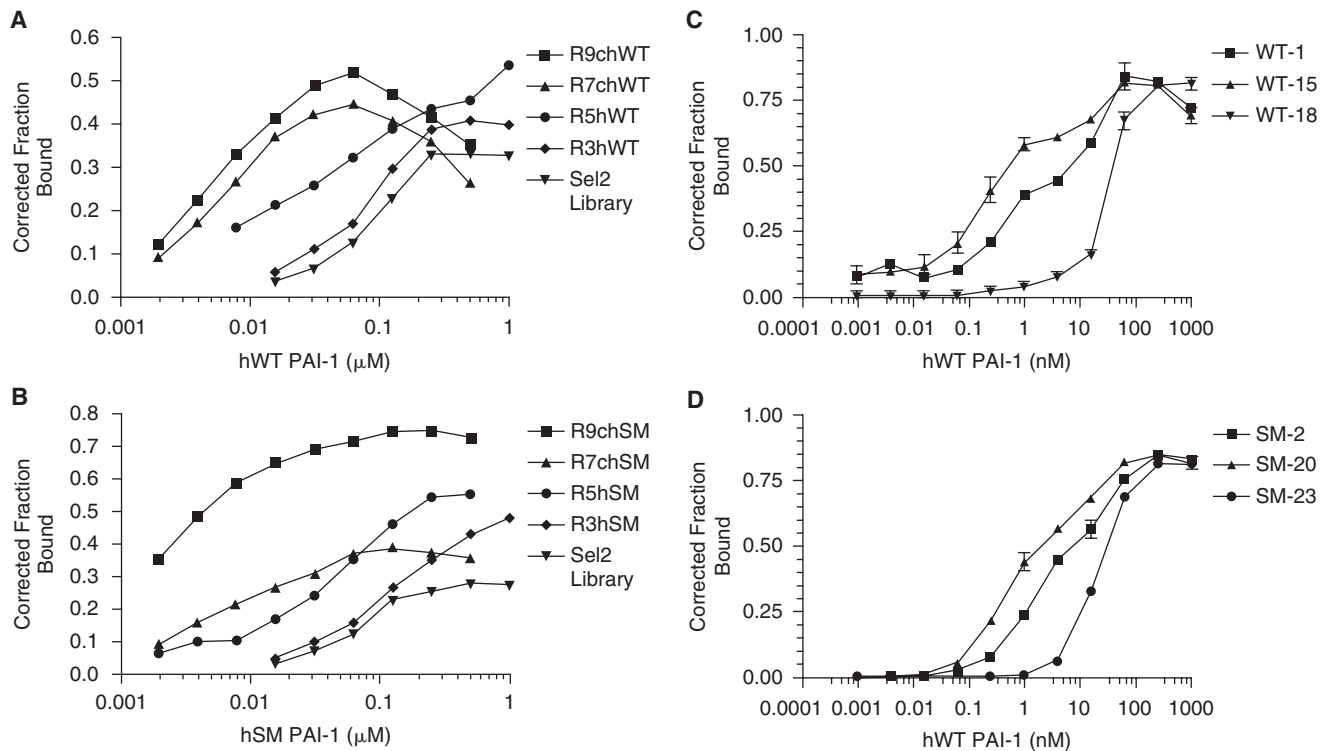 A
Corrected Fraction
Bound
0.6
0.5
0.4
0.3
0.2
0.1
0.0
0.001
0.01
0.1
1
hWT PAI-1 (μM)
R9chWT
R7chWT
R5hWT
R3hWT
Sel2
Library
B
Corrected Fraction
Bound
0.8
0.7
0.6
0.5
0.4
0.3
0.2
0.1
0.0
0.001
0.01
0.1
1
hSM PAI-1 (μM)
R9chSM
R7chSM
R5hSM
R3hSM
Sel2
Library
C
Corrected Fraction
Bound
1.00
0.75
0.50
0.25
0.00
0.0001
0.001
0.01
0.1
1
10
100
1000
hWT PAI-1 (nM)
WT-1
WT-15
WT-18
D
Corrected Fraction
Bound
1.00
0.75
0.50
0.25
0.00
0.0001
0.001
0.01
0.1
1
10
100
1000
hWT PAI-1 (nM)
SM-2
SM-20
SM-23